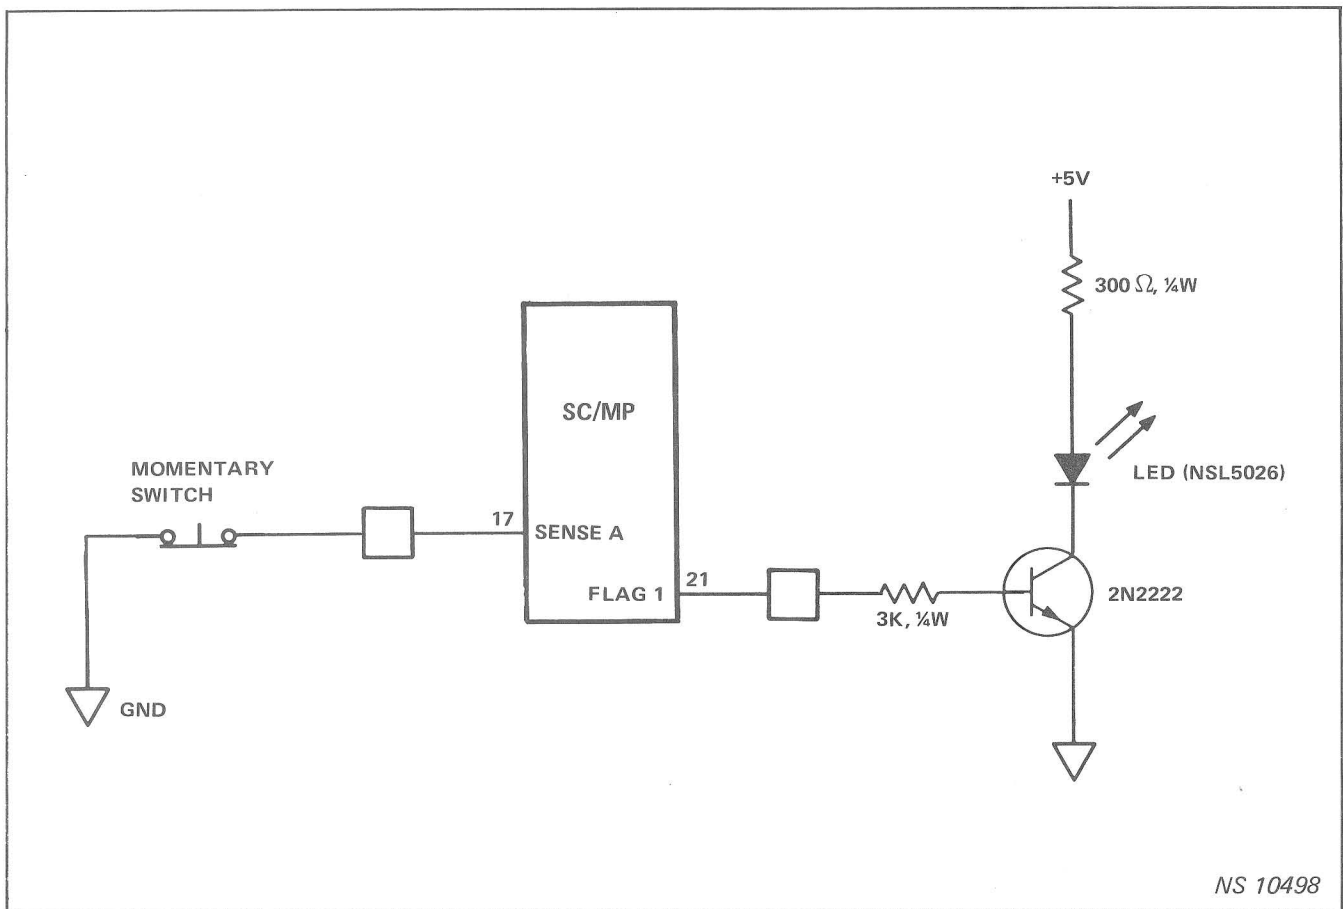 +5V
300 Ω, ¼W
SC/MP
LED (NSL5026)
MOMENTARY
SWITCH
17
SENSE A
21
FLAG 1
3K, ¼W
2N2222
GND
NS 10498